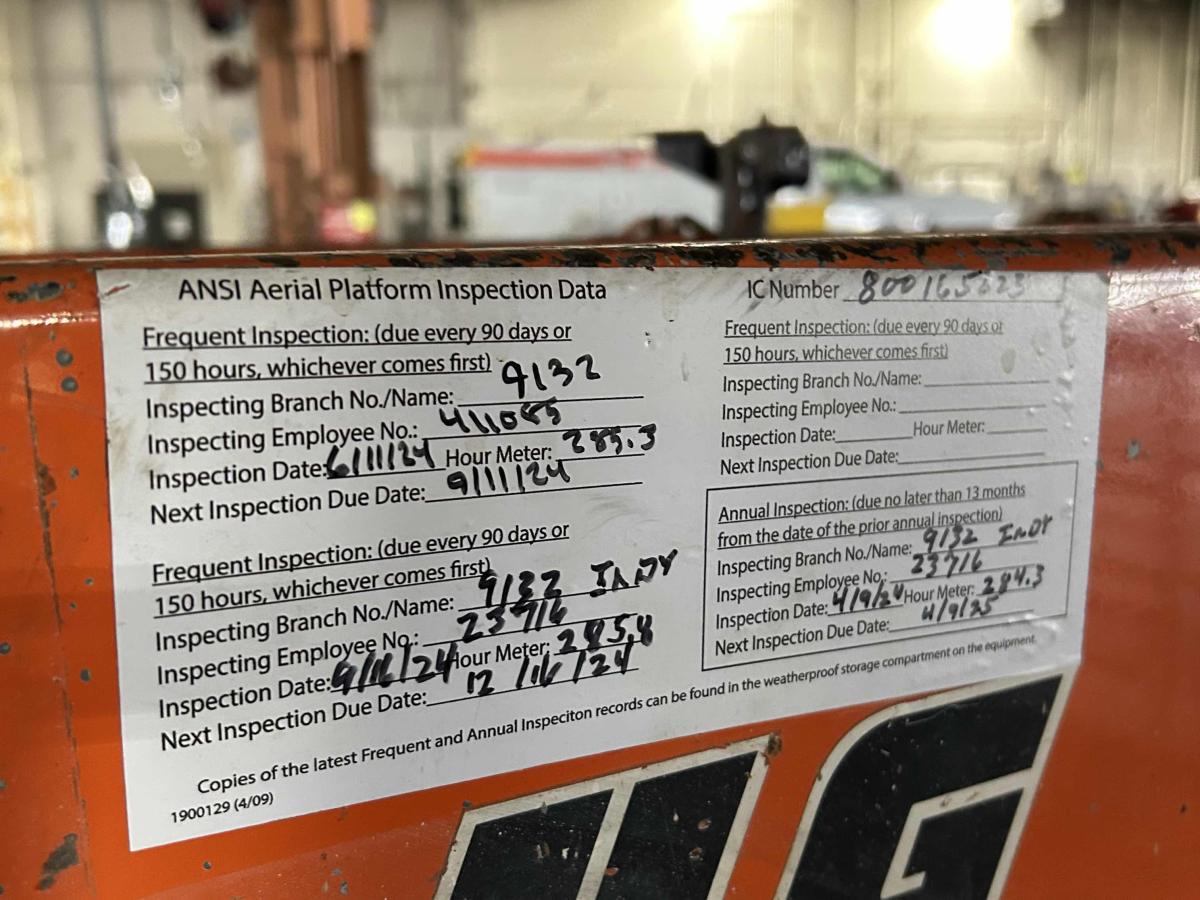 ANSI Aerial Platform Inspection Data
IC Number 800165223
Frequent Inspection: (due every 90 days or
150 hours, whichever comes first)
Inspecting Branch No./Name: 9132
Inspecting Employee No.: 411085
Inspection Date: 6/11/24 Hour Meter: 285.3
Next Inspection Due Date: 9/11/24
Frequent Inspection: (due every 90 days or
150 hours, whichever comes first)
Inspecting Branch No./Name: 9132 INDY
Inspecting Employee No.: 23716
Inspection Date: 9/16/24 Hour Meter: 285.8
Next Inspection Due Date: 12/16/24
Frequent Inspection: (due every 90 days or
150 hours, whichever comes first)
Inspecting Branch No./Name:
Inspecting Employee No.:
Inspection Date: Hour Meter:
Next Inspection Due Date:
Annual Inspection: (due no later than 13 months
from the date of the prior annual inspection)
Inspecting Branch No./Name: 9132 INDY
Inspecting Employee No.: 23716
Inspection Date: 4/9/24 Hour Meter: 284.3
Next Inspection Due Date: 4/9/25
Copies of the latest Frequent and Annual Inspeciton records can be found in the weatherproof storage compartment on the equipment.
1900129 (4/09)